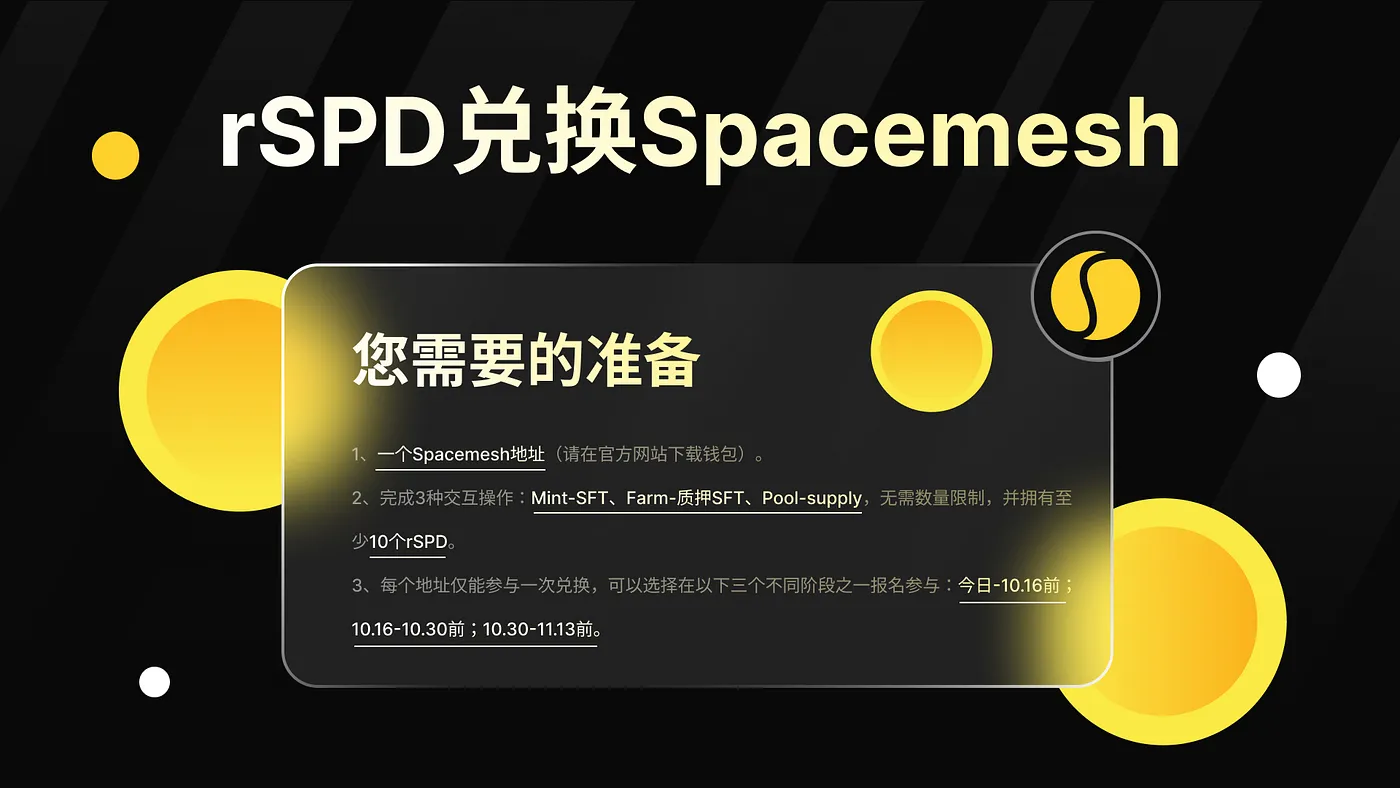 rSPD兑换Spacemesh
您需要的准备
1、一个Spacemesh地址（请在官方网站下载钱包）。
2、完成3种交互操作：Mint-SFT、Farm-质押SFT、Pool-supply，无需数量限制，并拥有至
少10个rSPD。
3、每个地址仅能参与一次兑换，可以选择在以下三个不同阶段之一报名参与：今日-10.16前；
10.16-10.30前；10.30-11.13前。